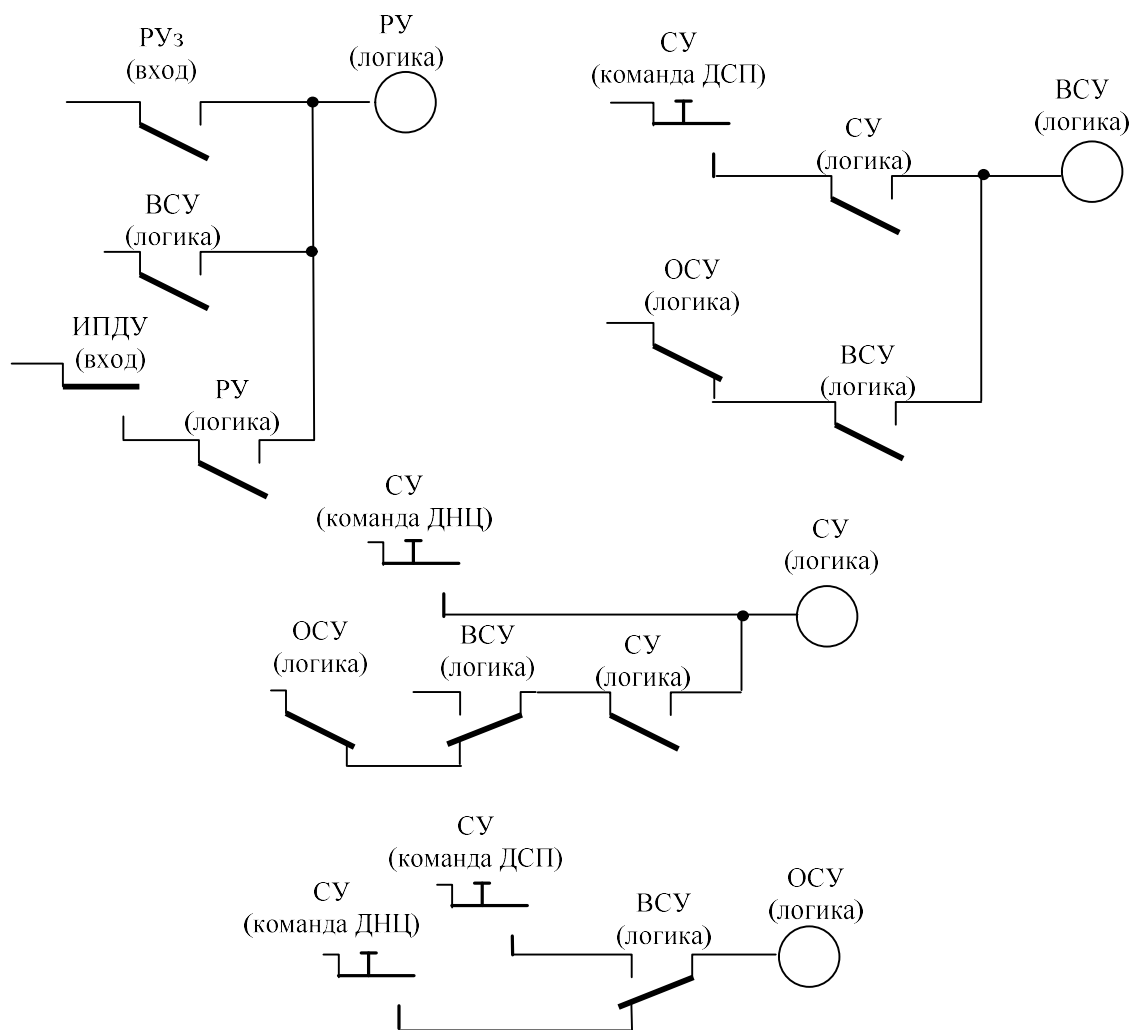 РУз
(вход)
РУ
(логика)
ВСУ
(логика)
ИПДУ
(вход)
РУ
(логика)
СУ
(команда ДСП)
ВСУ
(логика)
СУ
(логика)
ОСУ
(логика)
ВСУ
(логика)
СУ
(команда ДНЦ)
СУ
(логика)
ОСУ
(логика)
ВСУ
(логика)
СУ
(логика)
СУ
(команда ДСП)
СУ
(команда ДНЦ)
ВСУ
(логика)
ОСУ
(логика)